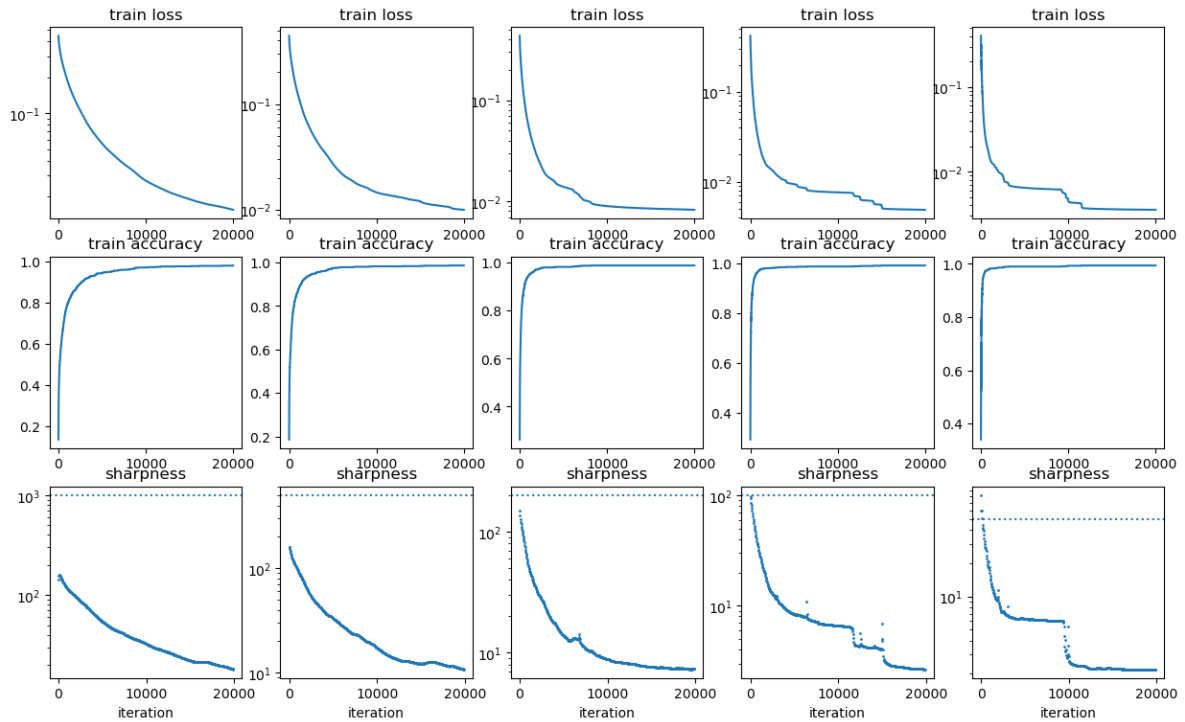 train loss train loss train loss train loss train loss
10⁻¹ 10⁻¹ 10⁻¹ 10⁻¹ 10⁻¹
10⁻² 10⁻² 10⁻² 10⁻²
0 10000 20000 0 10000 20000 0 10000 20000 0 10000 20000 0 10000 20000
train accuracy train accuracy train accuracy train accuracy train accuracy
1.0 1.0 1.0 1.0 1.0
0.8 0.8 0.8 0.8 0.8
0.6 0.6 0.6 0.6 0.6
0.4 0.4 0.4 0.4 0.4
0.2 0.2
0 10000 20000 0 10000 20000 0 10000 20000 0 10000 20000 0 10000 20000
sharpness sharpness sharpness sharpness sharpness
10³ 10² 10² 10² 10¹
10² 10¹ 10¹ 10¹
0 10000 20000 0 10000 20000 0 10000 20000 0 10000 20000 0 10000 20000
iteration iteration iteration iteration iteration